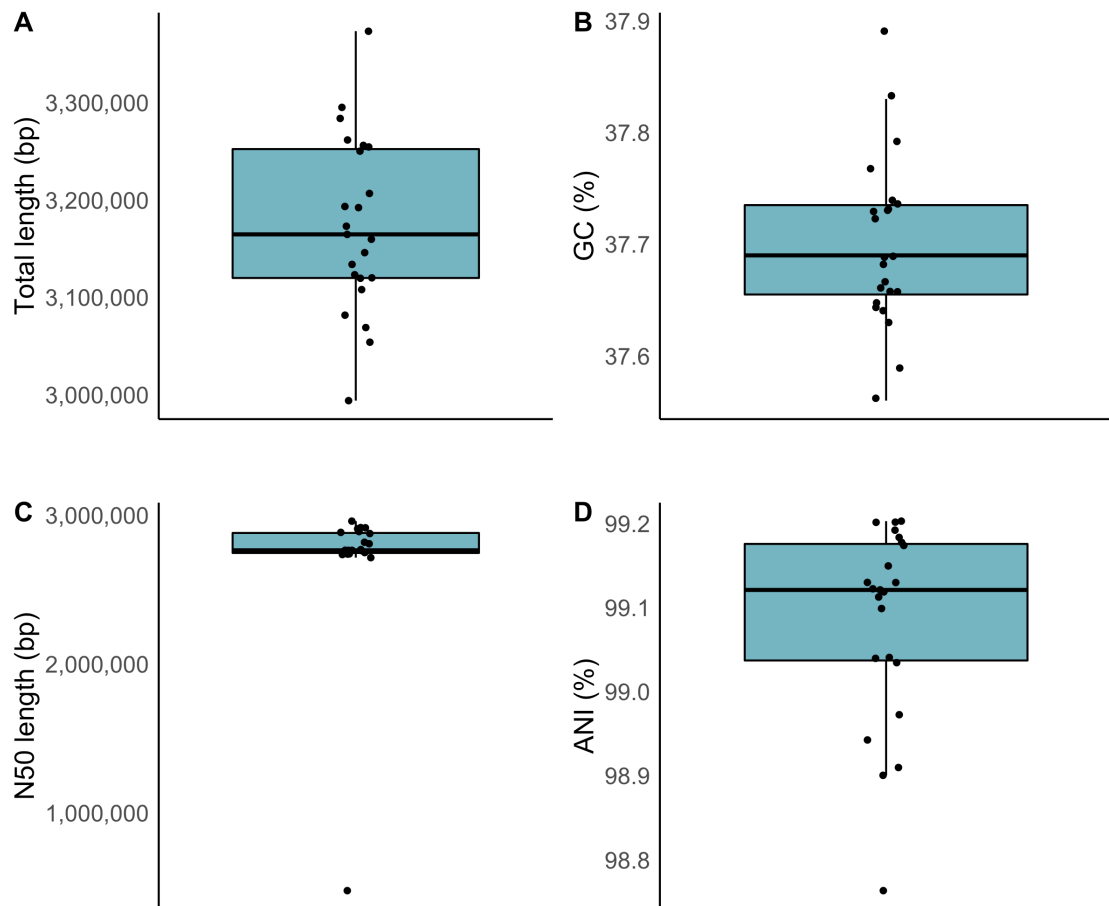 A
Total length (bp)
3,300,000
3,200,000
3,100,000
3,000,000
B
GC (%)
37.9
37.8
37.7
37.6
C
N50 length (bp)
3,000,000
2,000,000
1,000,000
D
ANI (%)
99.2
99.1
99.0
98.9
98.8